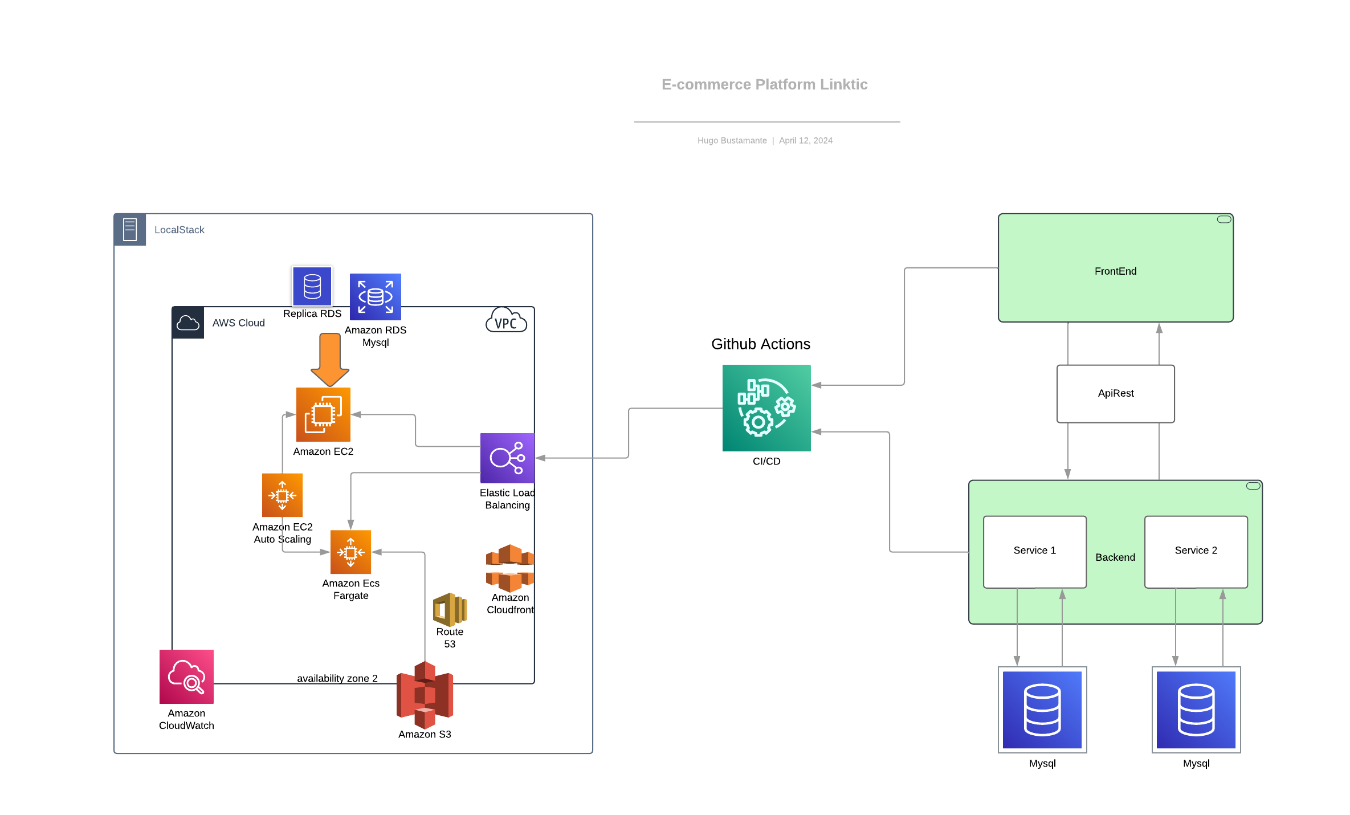 E-commerce Platform Linktic
Hugo Bustamante | April 12, 2024
LocalStack
Replica RDS
Amazon RDS
Mysql
AWS Cloud
VPC
Amazon EC2
Elastic Load
Balancing
Amazon EC2
Auto Scaling
Amazon Ecs
Fargate
Amazon
Cloudfront
Route
53
availability zone 2
Amazon
CloudWatch
Amazon S3
Github Actions
CI/CD
FrontEnd
ApiRest
Service 1
Backend
Service 2
Mysql
Mysql